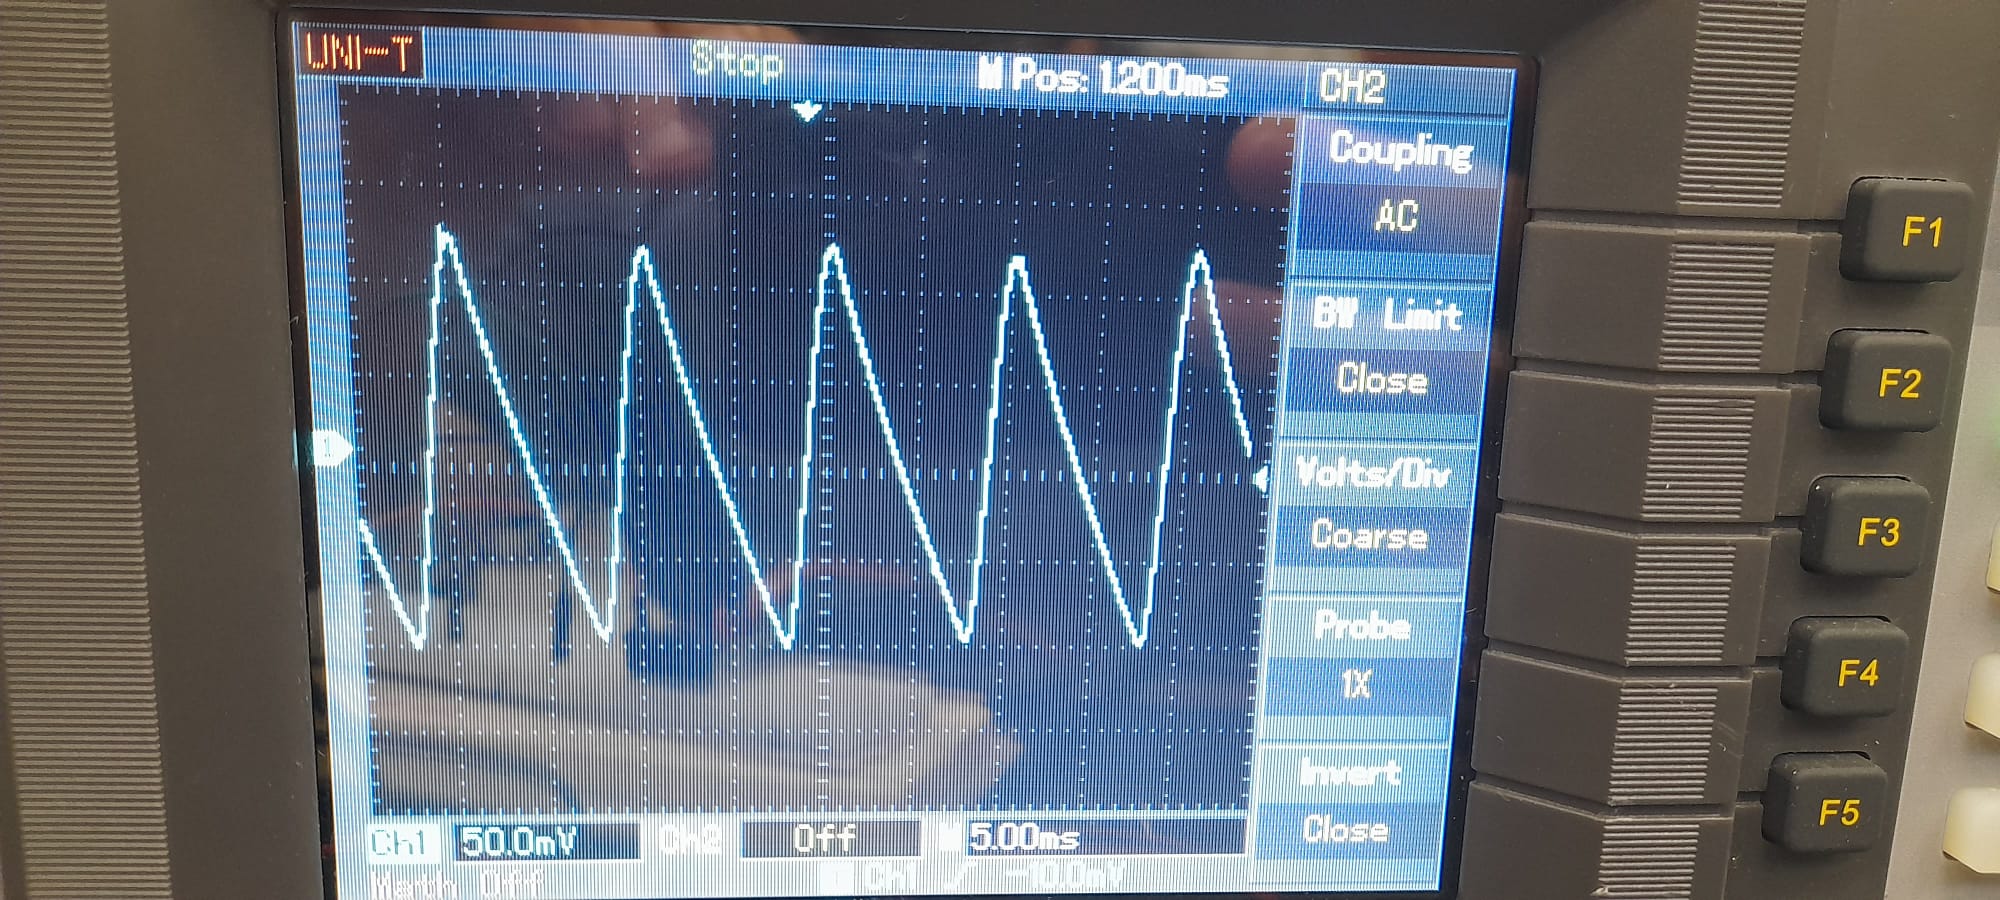 UNI-T Stop M Pos: 1.200ms CH2
Coupling
AC
BW Limit
Close
Volts/Div
Coarse
Probe
1X
Invert
Close
1
Ch1 50.0mV Ch2 Off M 5.00ms
Math Off Ch1 / -10.0mV
F1
F2
F3
F4
F5